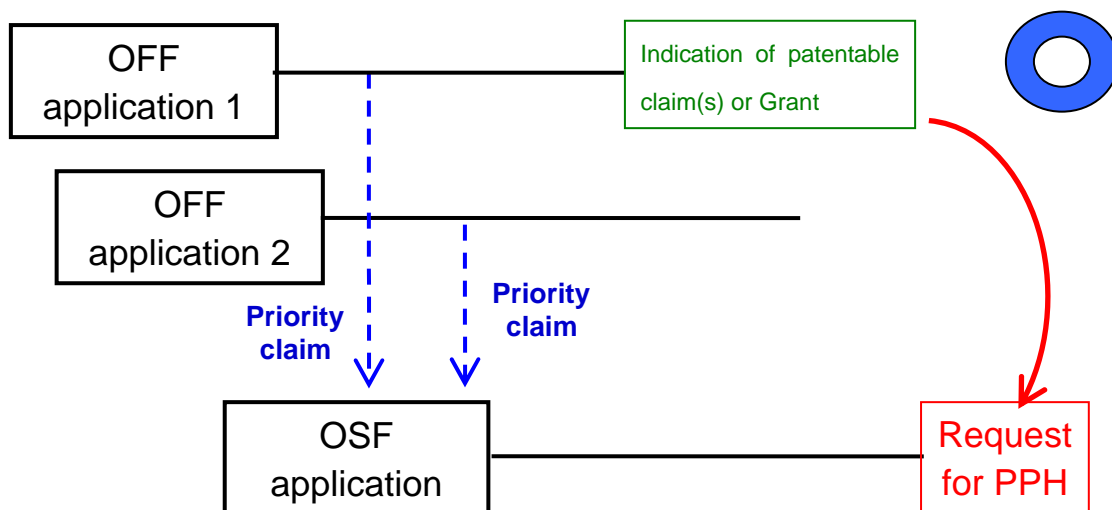 OFF
application 1
Indication of patentable
claim(s) or Grant
OFF
application 2
Priority
claim
Priority
claim
OSF
application
Request
for PPH